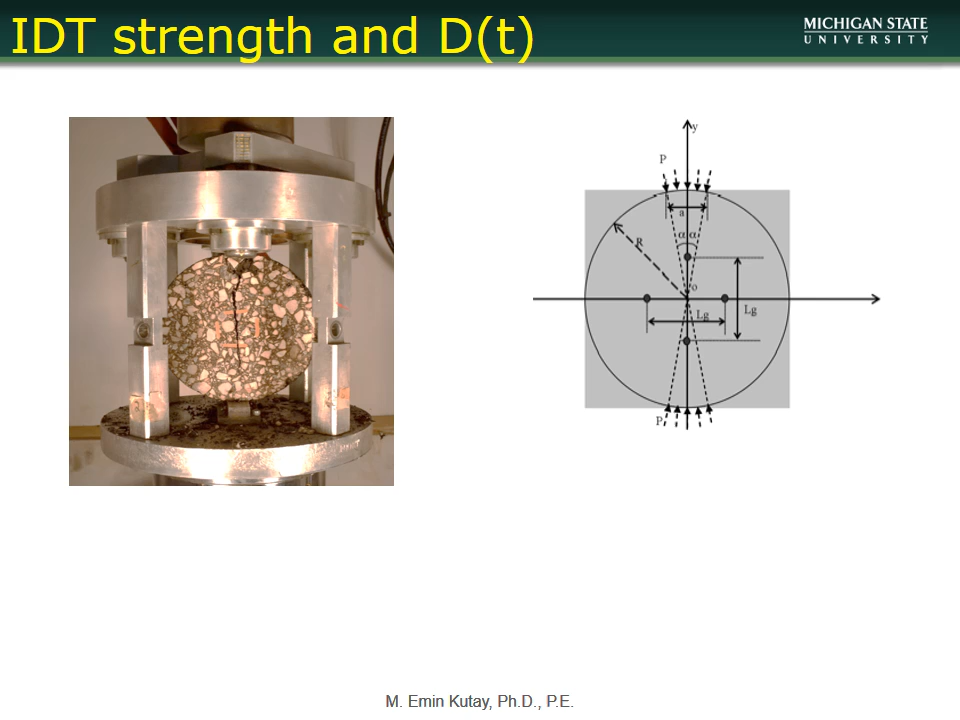 IDT strength and D(t)
MICHIGAN STATE
UNIVERSITY
y
P
a
α α
R
o
Lg
Lg
P
M. Emin Kutay, Ph.D., P.E.